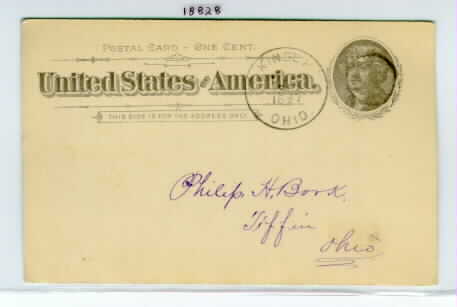 18828
POSTAL CARD - ONE CENT.
United States of America.
THIS SIDE IS FOR THE ADDRESS ONLY.
OHIO
Philip H. Bork,
Tiffin
Ohio